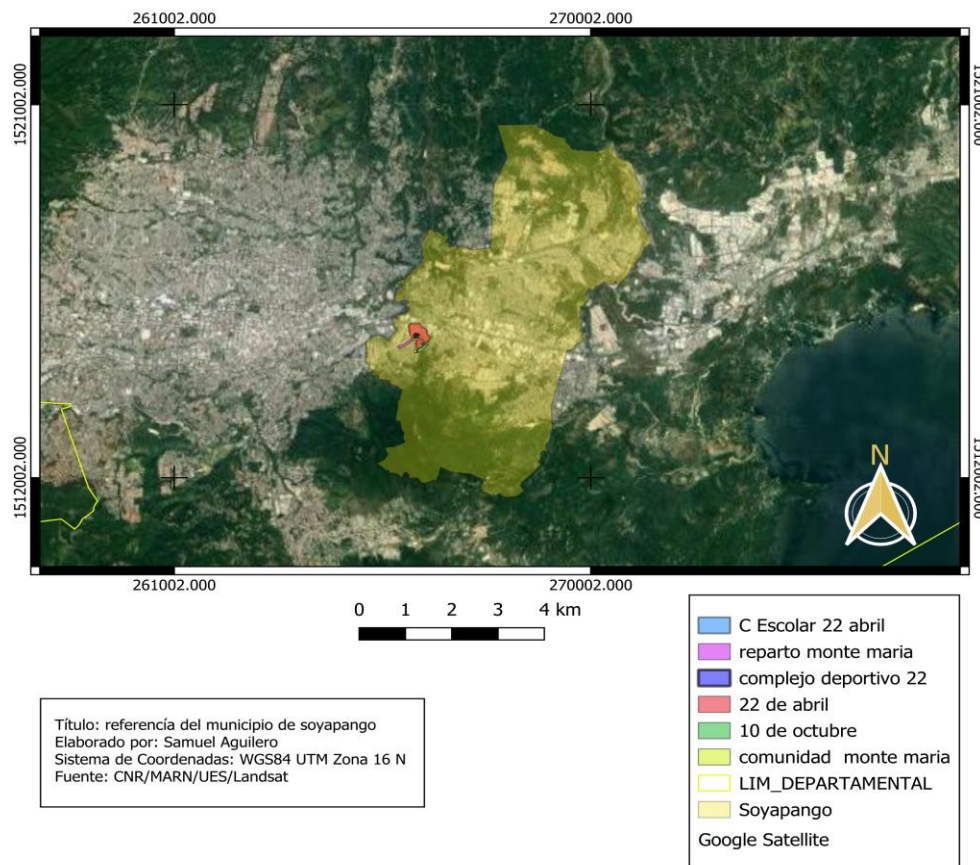 261002.000
270002.000
1521002.000
1521002.000
1512002.000
1512002.000
N
261002.000
270002.000
0 1 2 3 4 km
C Escolar 22 abril
reparto monte maria
complejo deportivo 22
22 de abril
10 de octubre
comunidad monte maria
LIM_DEPARTAMENTAL
Soyapango
Google Satellite
Título: referencía del municipio de soyapango
Elaborado por: Samuel Aguilero
Sistema de Coordenadas: WGS84 UTM Zona 16 N
Fuente: CNR/MARN/UES/Landsat